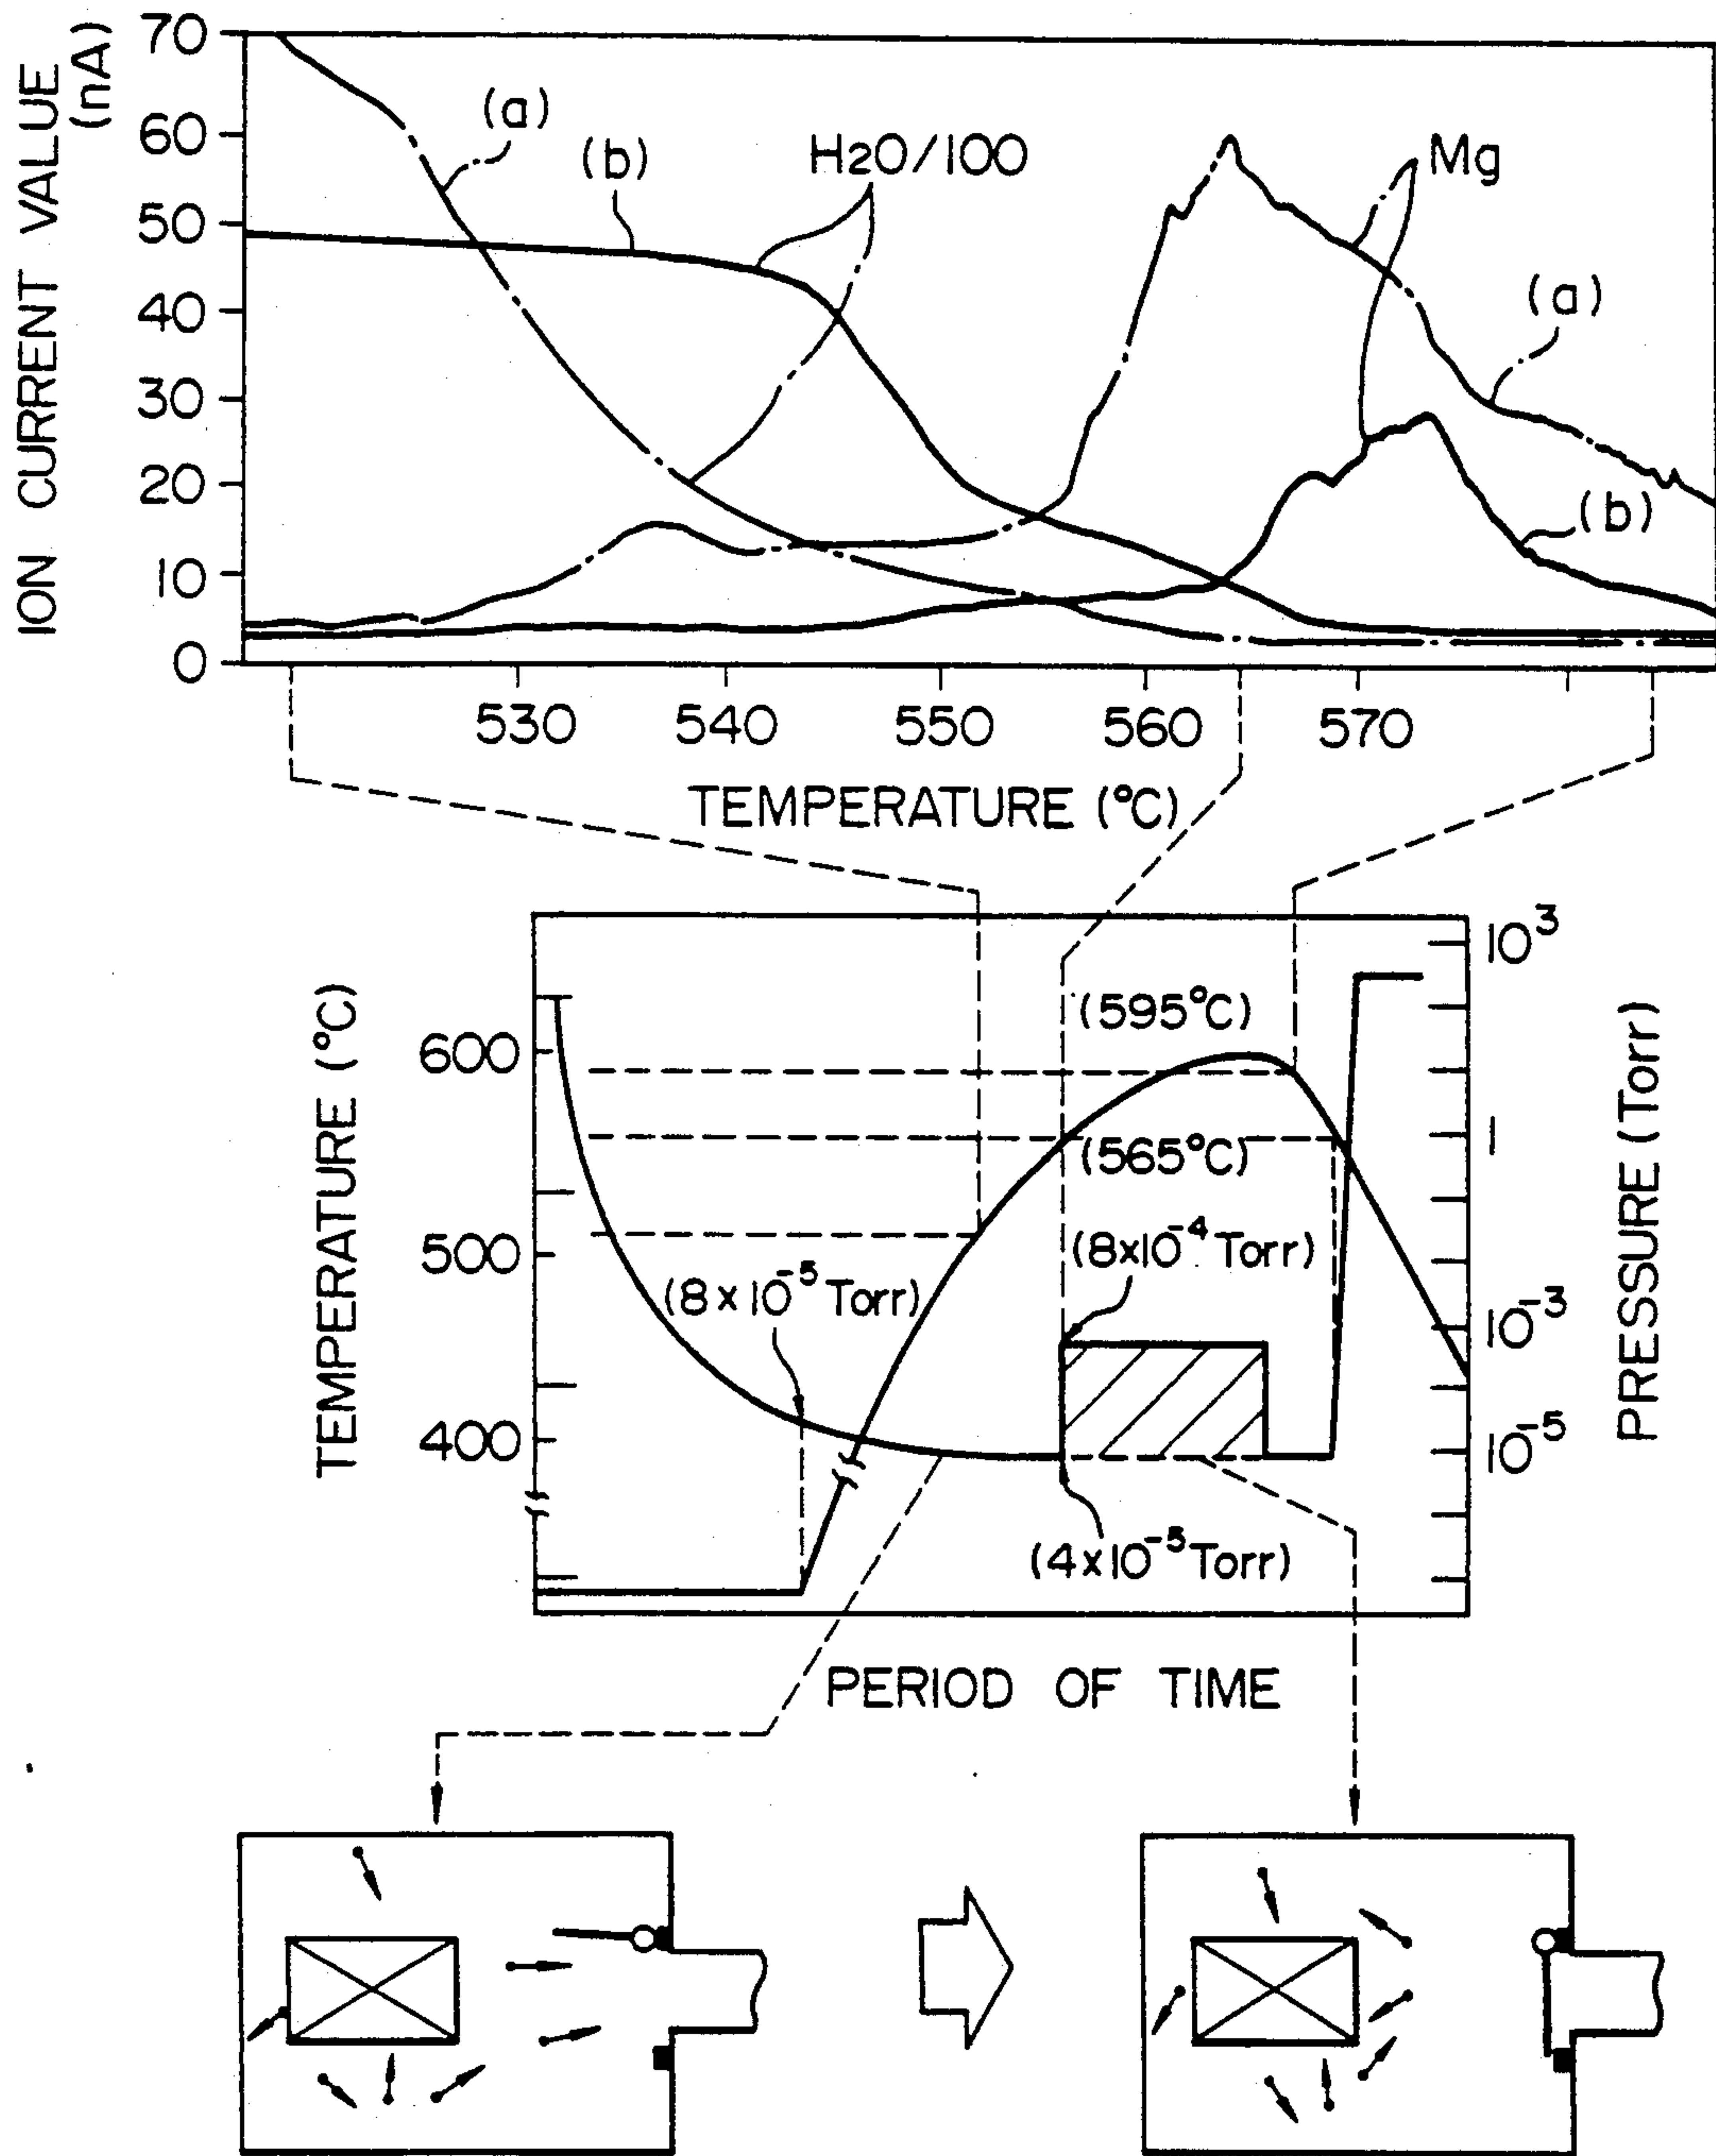 ION CURRENT VALUE
(nA)
70
60
50
40
30
20
10
0
(a)
(b)
H2O/100
Mg
(a)
(b)
530 540 550 560 570
TEMPERATURE (°C)
TEMPERATURE (°C)
600
500
400
(595°C)
(565°C)
(8×10⁻⁴ Torr)
(8×10⁻⁵ Torr)
(4×10⁻⁵ Torr)
10³
1
10⁻³
10⁻⁵
PRESSURE (Torr)
PERIOD OF TIME